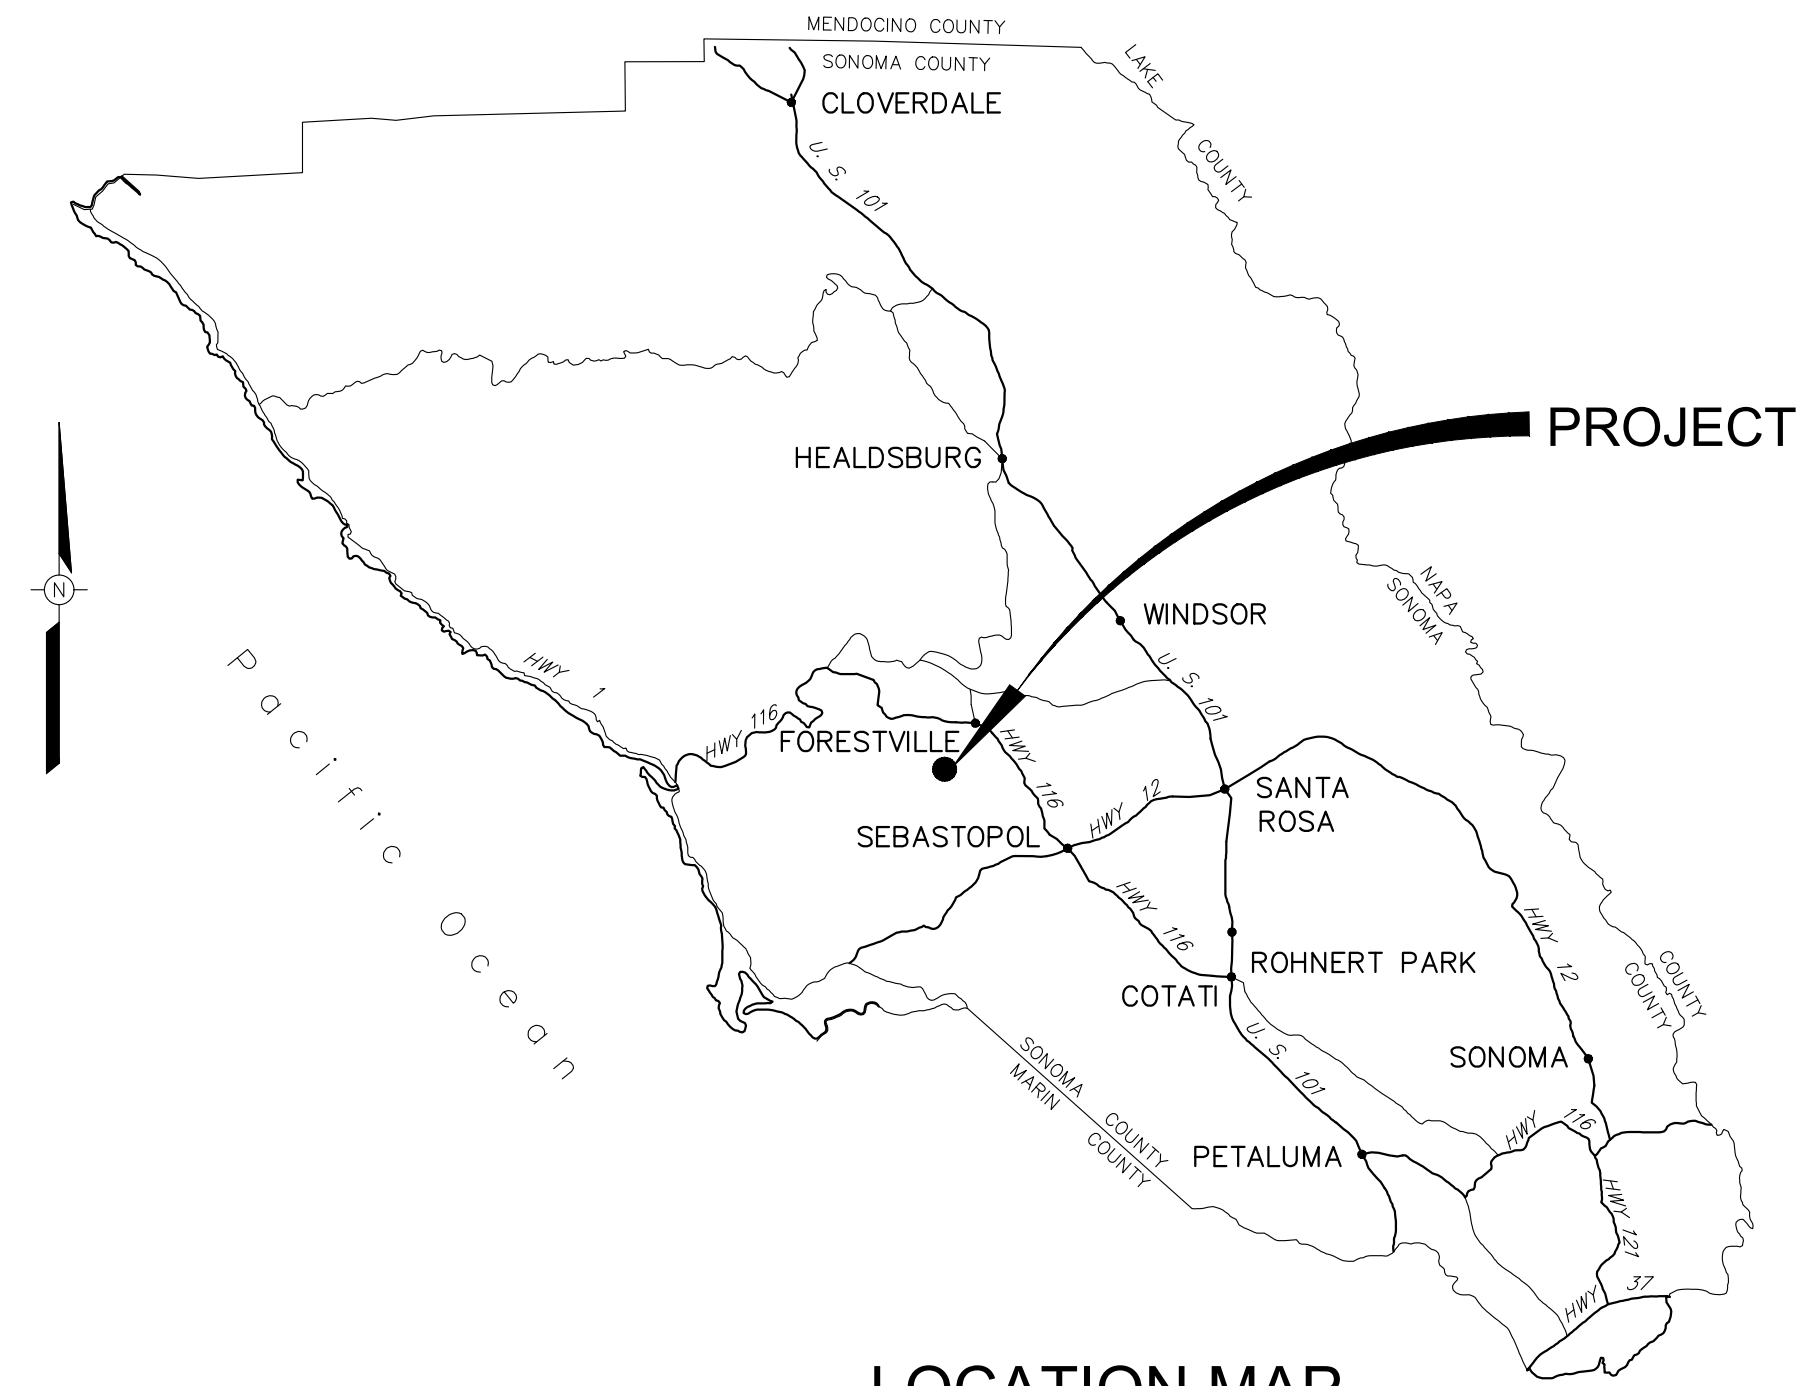 MENDOCINO COUNTY
SONOMA COUNTY
LAKE
COUNTY
CLOVERDALE
U. S. 101
PROJECT
HEALDSBURG
N
NAPA
SONOMA
WINDSOR
U. S. 101
HWY 1
Pacific Ocean
HWY 116
FORESTVILLE
HWY 116
HWY 12
SANTA
ROSA
SEBASTOPOL
HWY 116
HWY 12
ROHNERT PARK
COTATI
COUNTY
COUNTY
U. S. 101
SONOMA
SONOMA COUNTY
MARIN COUNTY
HWY 116
PETALUMA
HWY 121
HWY 37
LOCATION MAP